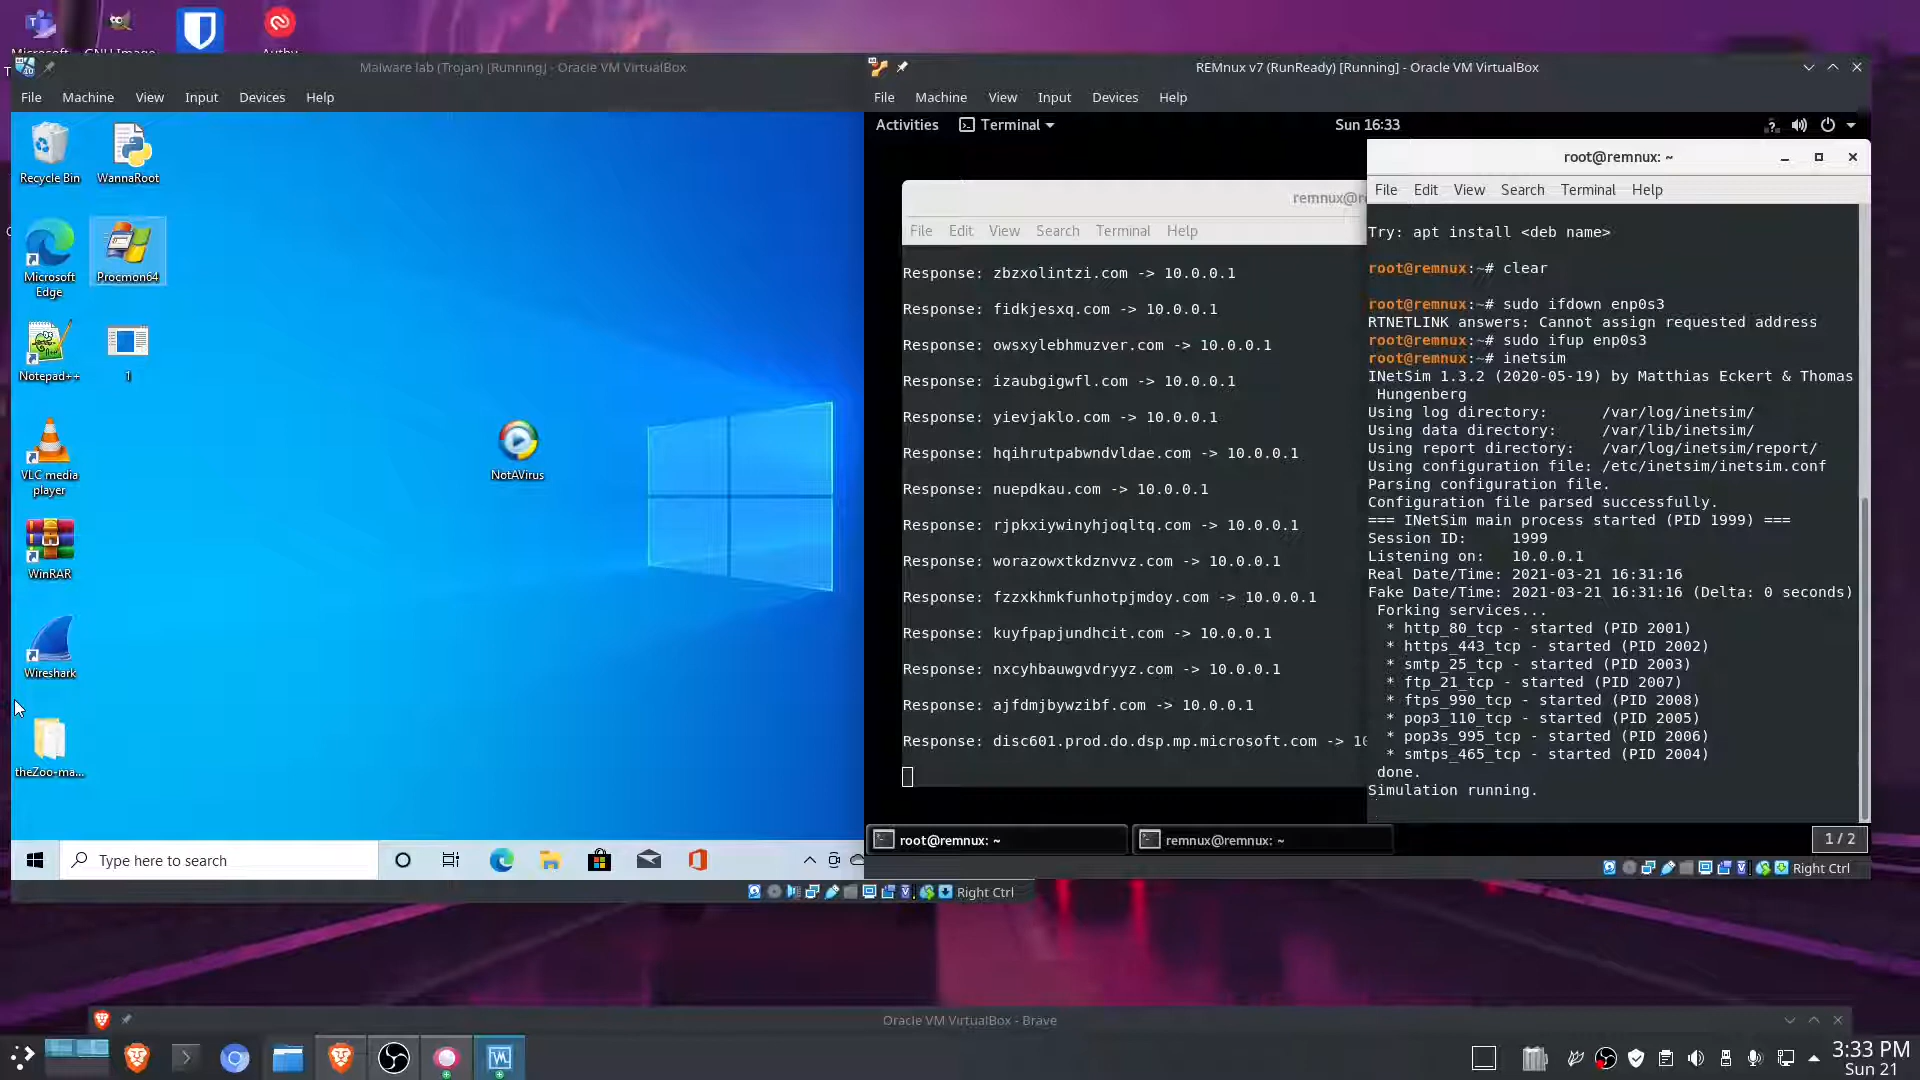 Malware lab (Trojan) [Running] - Oracle VM VirtualBox
File Machine View Input Devices Help
Recycle Bin
WannaRoot
Microsoft Edge
Procmon64
Notepad++
1
VLC media player
NotAVirus
WinRAR
Wireshark
theZoo-ma...
Type here to search
Right Ctrl
REMnux v7 (RunReady) [Running] - Oracle VM VirtualBox
File Machine View Input Devices Help
Activities Terminal Sun 16:33
File Edit View Search Terminal Help
Response: zbzxolintzi.com -> 10.0.0.1
Response: fidkjesxq.com -> 10.0.0.1
Response: owsxylebhmuzver.com -> 10.0.0.1
Response: izaubgigwfl.com -> 10.0.0.1
Response: yievjaklo.com -> 10.0.0.1
Response: hqihrutpabwndvldae.com -> 10.0.0.1
Response: nuepdkau.com -> 10.0.0.1
Response: rjpkxiywinyhjoqltq.com -> 10.0.0.1
Response: worazowxtkdznvvz.com -> 10.0.0.1
Response: fzzxkhmkfunhotpjmdoy.com -> 10.0.0.1
Response: kuyfpapjundhcit.com -> 10.0.0.1
Response: nxcyhbauwgvdryyz.com -> 10.0.0.1
Response: ajfdmjbywzibf.com -> 10.0.0.1
Response: disc601.prod.do.dsp.mp.microsoft.com -> 10
root@remnux: ~
File Edit View Search Terminal Help
Try: apt install <deb name>
root@remnux:~# clear
root@remnux:~# sudo ifdown enp0s3
RTNETLINK answers: Cannot assign requested address
root@remnux:~# sudo ifup enp0s3
root@remnux:~# inetsim
INetSim 1.3.2 (2020-05-19) by Matthias Eckert & Thomas
Hungenberg
Using log directory: /var/log/inetsim/
Using data directory: /var/lib/inetsim/
Using report directory: /var/log/inetsim/report/
Using configuration file: /etc/inetsim/inetsim.conf
Parsing configuration file.
Configuration file parsed successfully.
=== INetSim main process started (PID 1999) ===
Session ID: 1999
Listening on: 10.0.0.1
Real Date/Time: 2021-03-21 16:31:16
Fake Date/Time: 2021-03-21 16:31:16 (Delta: 0 seconds)
Forking services...
* http_80_tcp - started (PID 2001)
* https_443_tcp - started (PID 2002)
* smtp_25_tcp - started (PID 2003)
* ftp_21_tcp - started (PID 2007)
* ftps_990_tcp - started (PID 2008)
* pop3_110_tcp - started (PID 2005)
* pop3s_995_tcp - started (PID 2006)
* smtps_465_tcp - started (PID 2004)
done.
Simulation running.
root@remnux: ~
remnux@remnux: ~
1 / 2
Right Ctrl
Oracle VM VirtualBox - Brave
3:33 PM
Sun 21